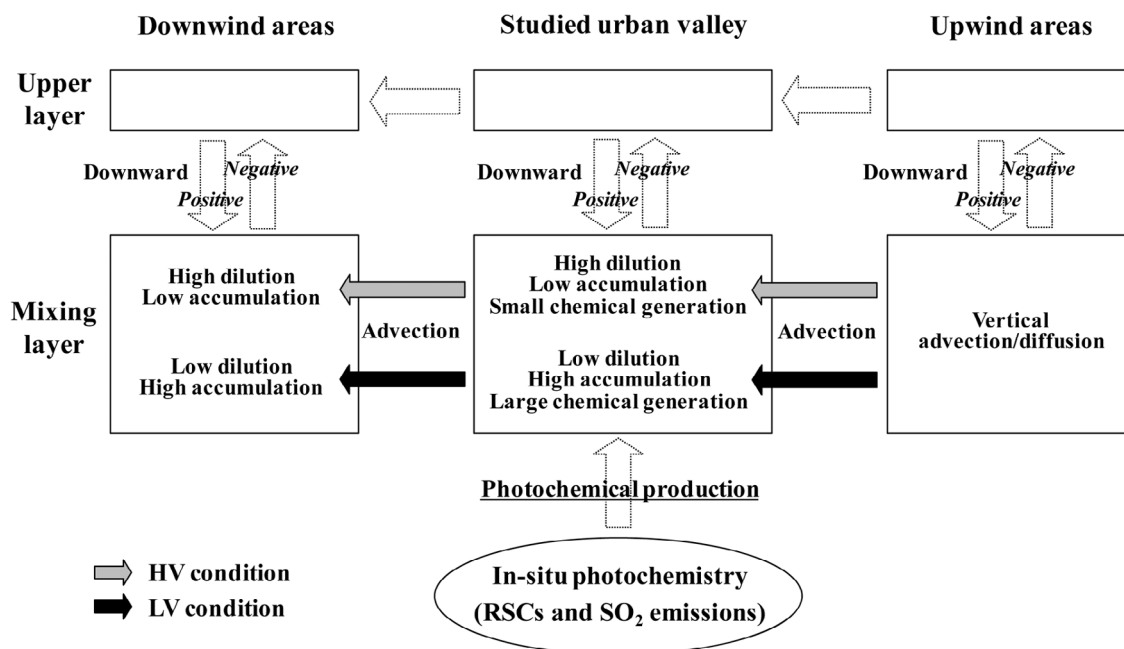 Downwind areas
Studied urban valley
Upwind areas
Upper
layer
Downward
Positive
Negative
Downward
Positive
Negative
Downward
Positive
Negative
Mixing
layer
High dilution
Low accumulation
Low dilution
High accumulation
Advection
High dilution
Low accumulation
Small chemical generation
Low dilution
High accumulation
Large chemical generation
Advection
Vertical
advection/diffusion
Photochemical production
In-situ photochemistry
(RSCs and SO₂ emissions)
HV condition
LV condition